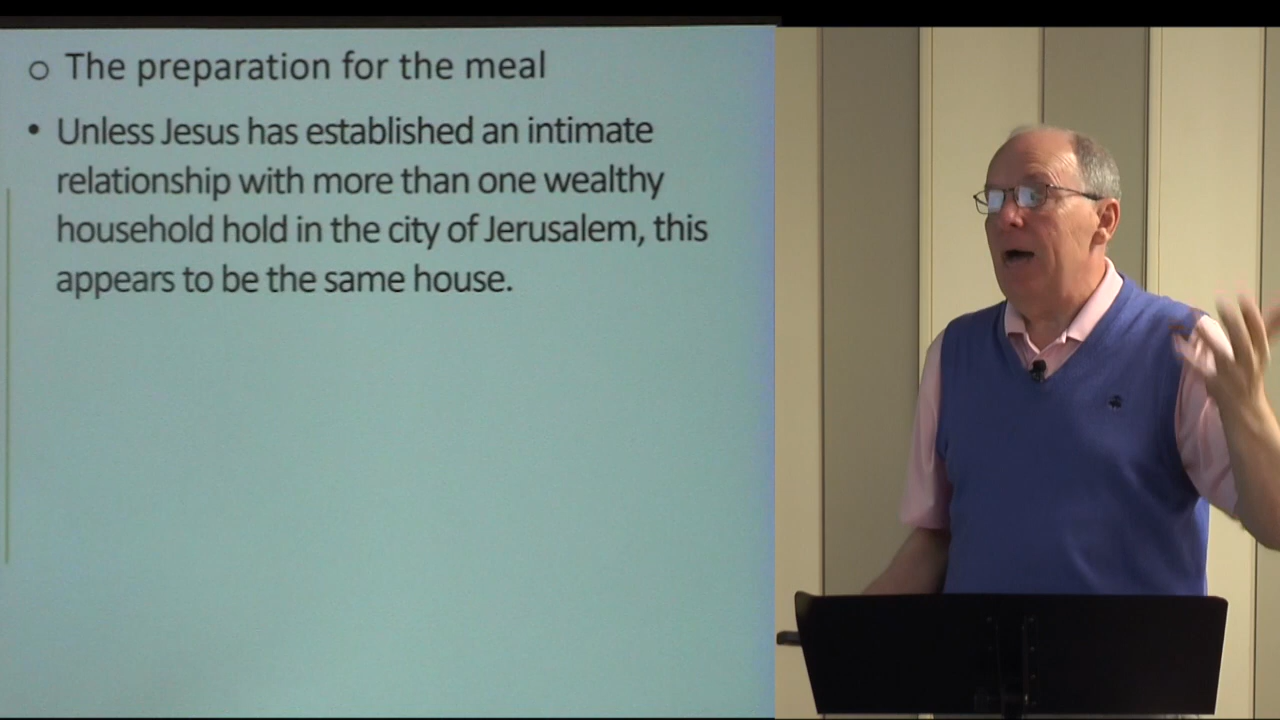 o The preparation for the meal
• Unless Jesus has established an intimate
relationship with more than one wealthy
household hold in the city of Jerusalem, this
appears to be the same house.